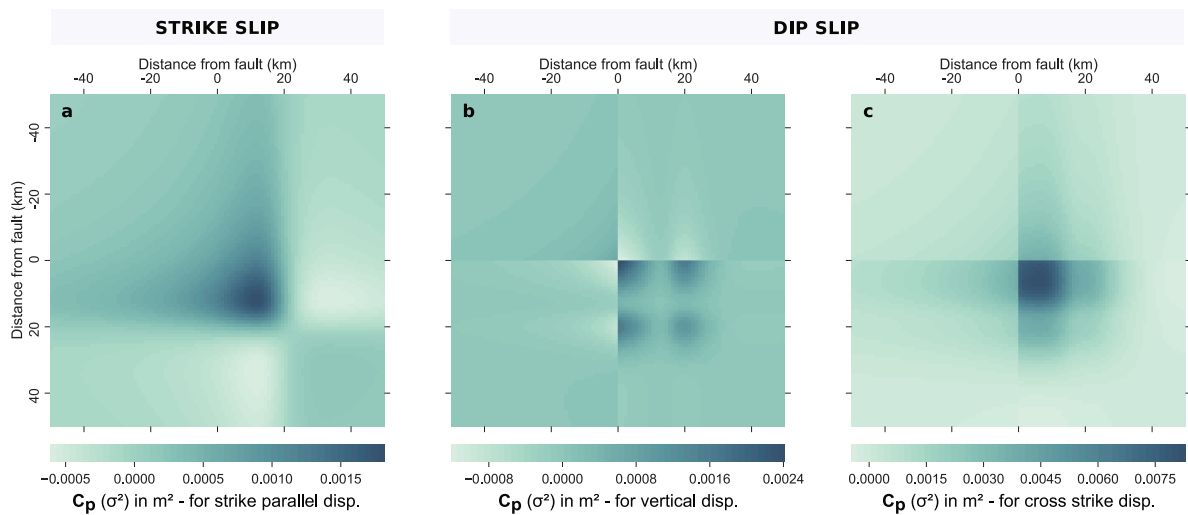 STRIKE SLIP
DIP SLIP
Distance from fault (km)
Distance from fault (km)
Distance from fault (km)
-40 -20 0 20 40
-40 -20 0 20 40
-40 -20 0 20 40
a
b
c
Distance from fault (km)
-40
-20
0
20
40
−0.0005 0.0000 0.0005 0.0010 0.0015
−0.0008 0.0000 0.0008 0.0016 0.0024
0.0000 0.0015 0.0030 0.0045 0.0060 0.0075
Cp (σ²) in m² - for strike parallel disp.
Cp (σ²) in m² - for vertical disp.
Cp (σ²) in m² - for cross strike disp.